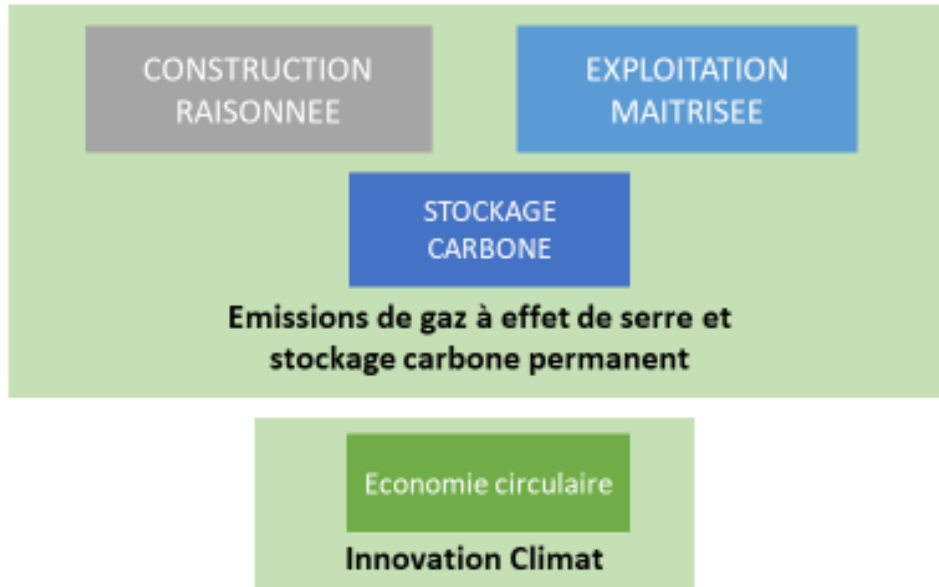 CONSTRUCTION
RAISONNEE
EXPLOITATION
MAITRISEE
STOCKAGE
CARBONE
Emissions de gaz à effet de serre et
stockage carbone permanent
Economie circulaire
Innovation Climat